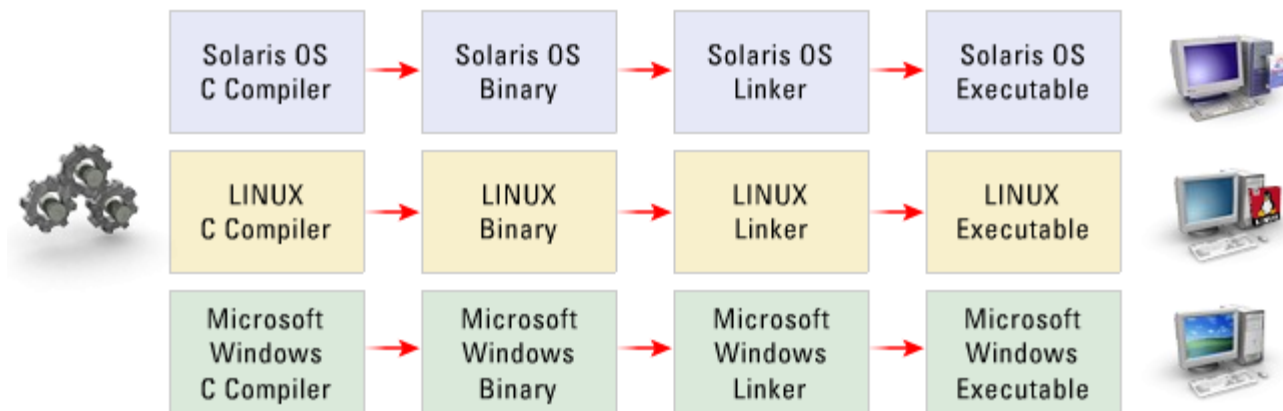 Solaris OS
C Compiler
Solaris OS
Binary
Solaris OS
Linker
Solaris OS
Executable
LINUX
C Compiler
LINUX
Binary
LINUX
Linker
LINUX
Executable
Microsoft
Windows
C Compiler
Microsoft
Windows
Binary
Microsoft
Windows
Linker
Microsoft
Windows
Executable